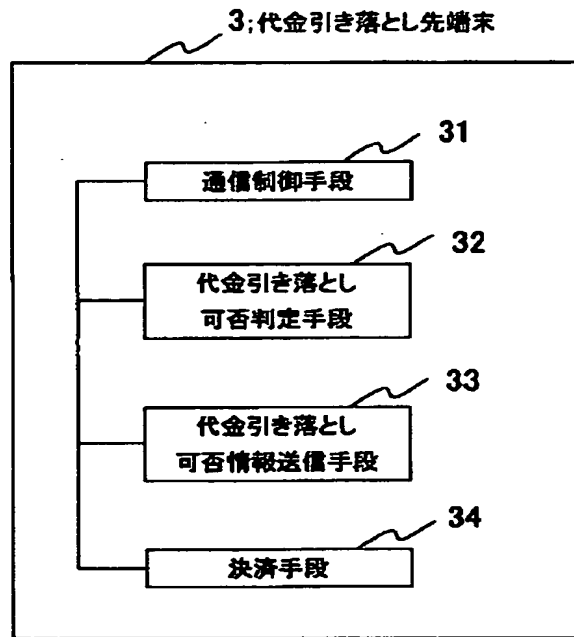 3;代金引き落とし先端末
31
通信制御手段
32
代金引き落とし
可否判定手段
33
代金引き落とし
可否情報送信手段
34
決済手段